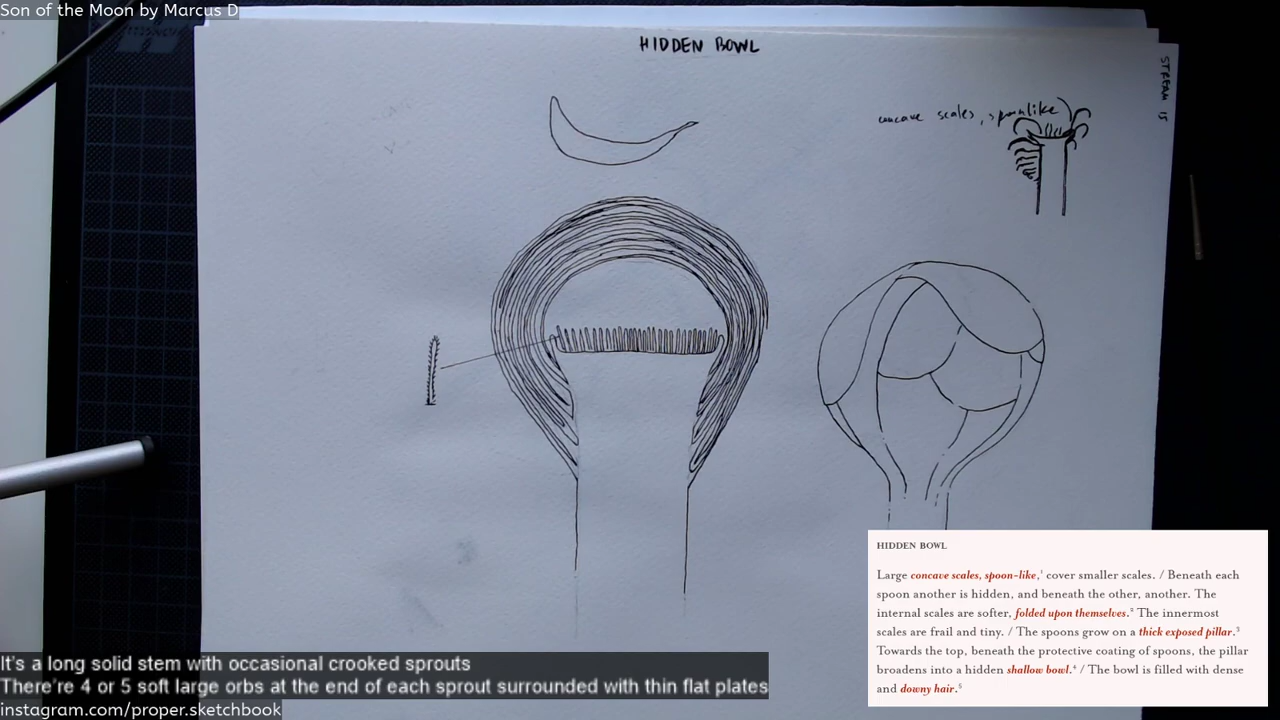 Son of the Moon by Marcus D
HIDDEN BOWL
STREAM 15
concave scales, spoonlike
HIDDEN BOWL
Large concave scales, spoon-like,¹ cover smaller scales. / Beneath each
spoon another is hidden, and beneath the other, another. The
internal scales are softer, folded upon themselves.² The innermost
scales are frail and tiny. / The spoons grow on a thick exposed pillar.³
Towards the top, beneath the protective coating of spoons, the pillar
broadens into a hidden shallow bowl.⁴ / The bowl is filled with dense
and downy hair.⁵
It's a long solid stem with occasional crooked sprouts
There're 4 or 5 soft large orbs at the end of each sprout surrounded with thin flat plates
instagram.com/proper.sketchbook